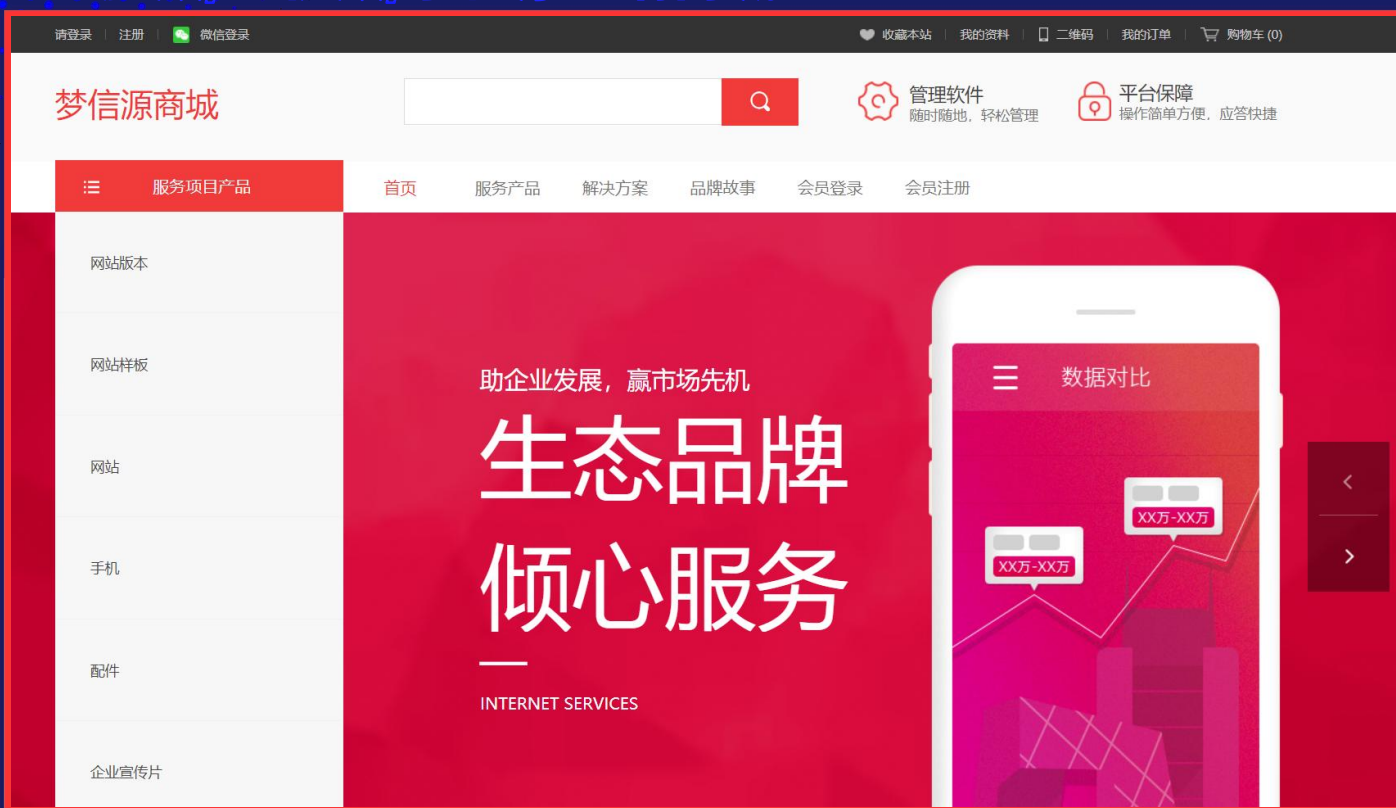 请登录 注册 微信登录 收藏本站 我的资料 二维码 我的订单 购物车 (0)
梦信源商城
管理软件
随时随地, 轻松管理
平台保障
操作简单方便, 应答快捷
服务项目产品 首页 服务产品 解决方案 品牌故事 会员登录 会员注册
网站版本
网站样板
网站
手机
配件
企业宣传片
助企业发展, 赢市场先机
生态品牌
倾心服务
INTERNET SERVICES
数据对比
XX万-XX万
XX万-XX万